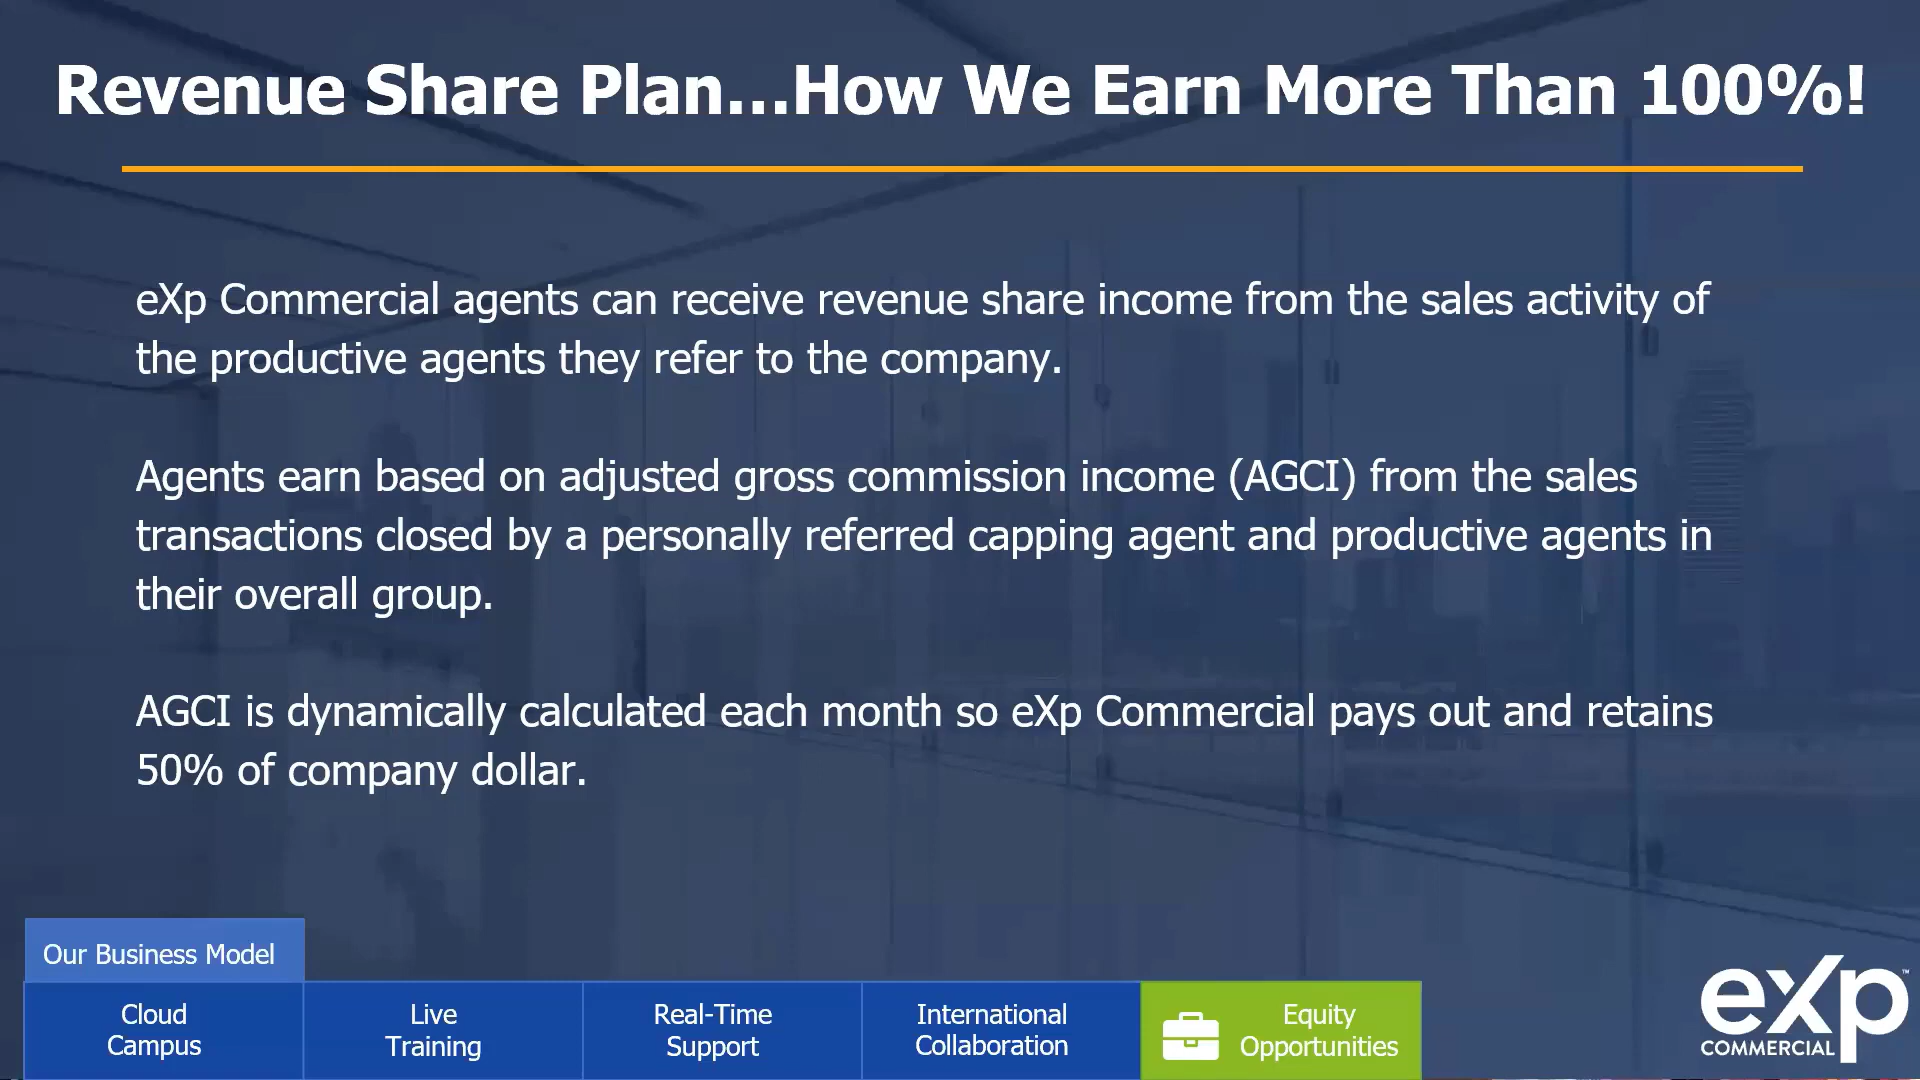 Revenue Share Plan...How We Earn More Than 100%!
eXp Commercial agents can receive revenue share income from the sales activity of
the productive agents they refer to the company.
Agents earn based on adjusted gross commission income (AGCI) from the sales
transactions closed by a personally referred capping agent and productive agents in
their overall group.
AGCI is dynamically calculated each month so eXp Commercial pays out and retains
50% of company dollar.
Our Business Model
Cloud
Campus
Live
Training
Real-Time
Support
International
Collaboration
Equity
Opportunities
eXp™
COMMERCIAL